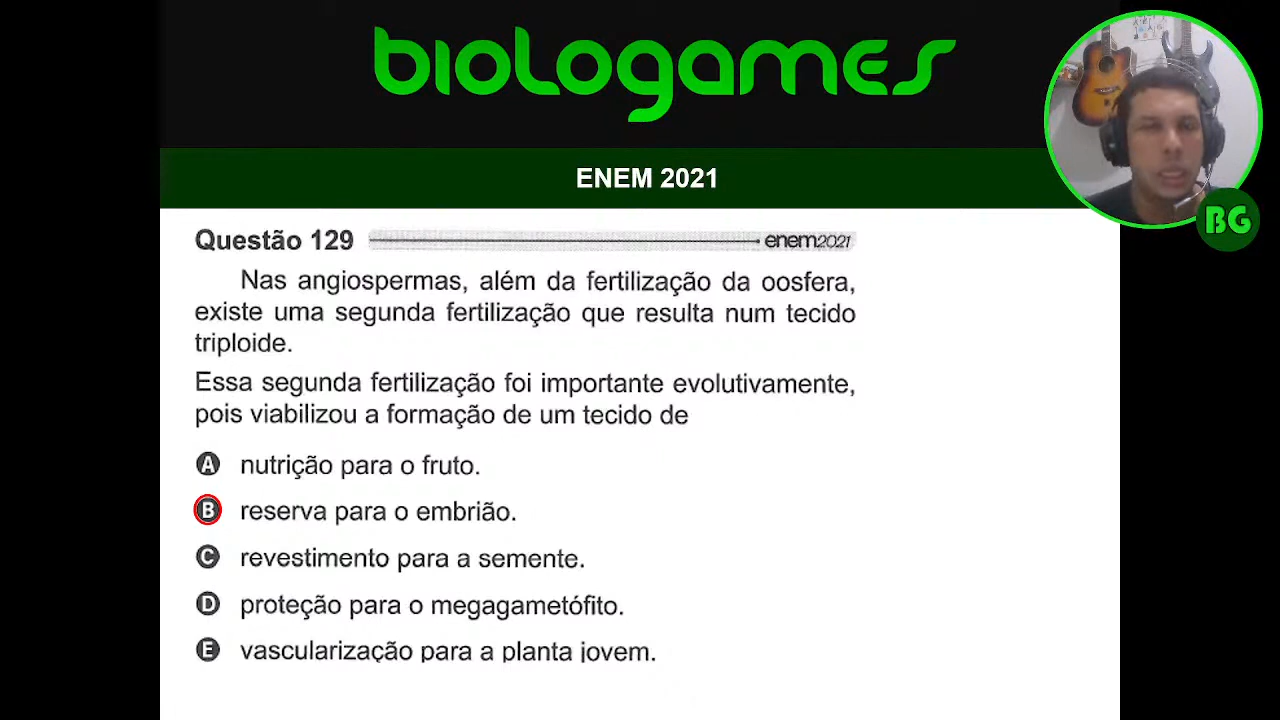 biologames
BG
ENEM 2021
Questão 129
enem2021
Nas angiospermas, além da fertilização da oosfera,
existe uma segunda fertilização que resulta num tecido
triploide.
Essa segunda fertilização foi importante evolutivamente,
pois viabilizou a formação de um tecido de
A nutrição para o fruto.
B reserva para o embrião.
C revestimento para a semente.
D proteção para o megagametófito.
E vascularização para a planta jovem.